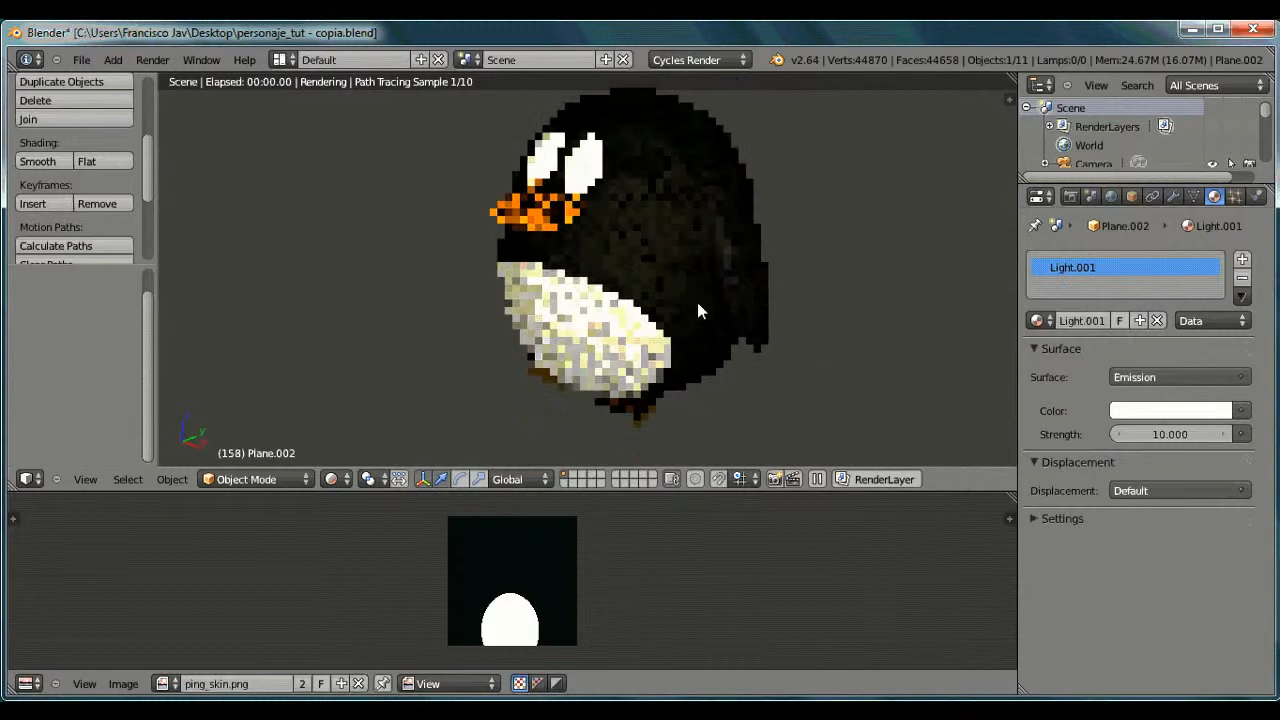 Blender* [C:\Users\Francisco Jav\Desktop\personaje_tut - copia.blend]
File Add Render Window Help Default Scene Cycles Render v2.64 | Verts:44870 | Faces:44658 | Objects:1/11 | Lamps:0/0 | Mem:24.67M (16.07M) | Plane.002
Duplicate Objects
Delete
Join
Shading:
Smooth Flat
Keyframes:
Insert Remove
Motion Paths:
Calculate Paths
Scene | Elapsed: 00:00.00 | Rendering | Path Tracing Sample 1/10
(158) Plane.002
View Select Object Object Mode Global RenderLayer
View Image ping_skin.png 2 F View
View Search All Scenes
Scene
RenderLayers
World
Camera
Plane.002 Light.001
Light.001
Light.001 F Data
Surface
Surface: Emission
Color:
Strength: 10.000
Displacement
Displacement: Default
Settings